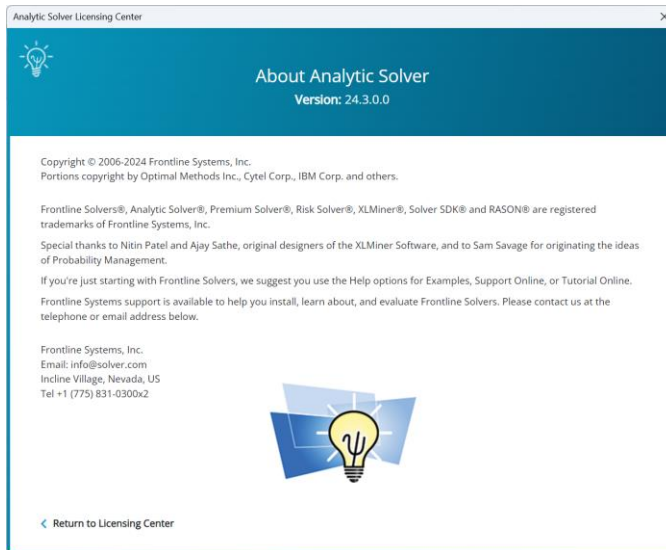 Analytic Solver Licensing Center
About Analytic Solver
Version: 24.3.0.0
Copyright © 2006-2024 Frontline Systems, Inc.
Portions copyright by Optimal Methods Inc., Cytel Corp., IBM Corp. and others.
Frontline Solvers®, Analytic Solver®, Premium Solver®, Risk Solver®, XLMiner®, Solver SDK® and RASON® are registered
trademarks of Frontline Systems, Inc.
Special thanks to Nitin Patel and Ajay Sathe, original designers of the XLMiner Software, and to Sam Savage for originating the ideas
of Probability Management.
If you're just starting with Frontline Solvers, we suggest you use the Help options for Examples, Support Online, or Tutorial Online.
Frontline Systems support is available to help you install, learn about, and evaluate Frontline Solvers. Please contact us at the
telephone or email address below.
Frontline Systems, Inc.
Email: info@solver.com
Incline Village, Nevada, US
Tel +1 (775) 831-0300x2
ψ
Return to Licensing Center